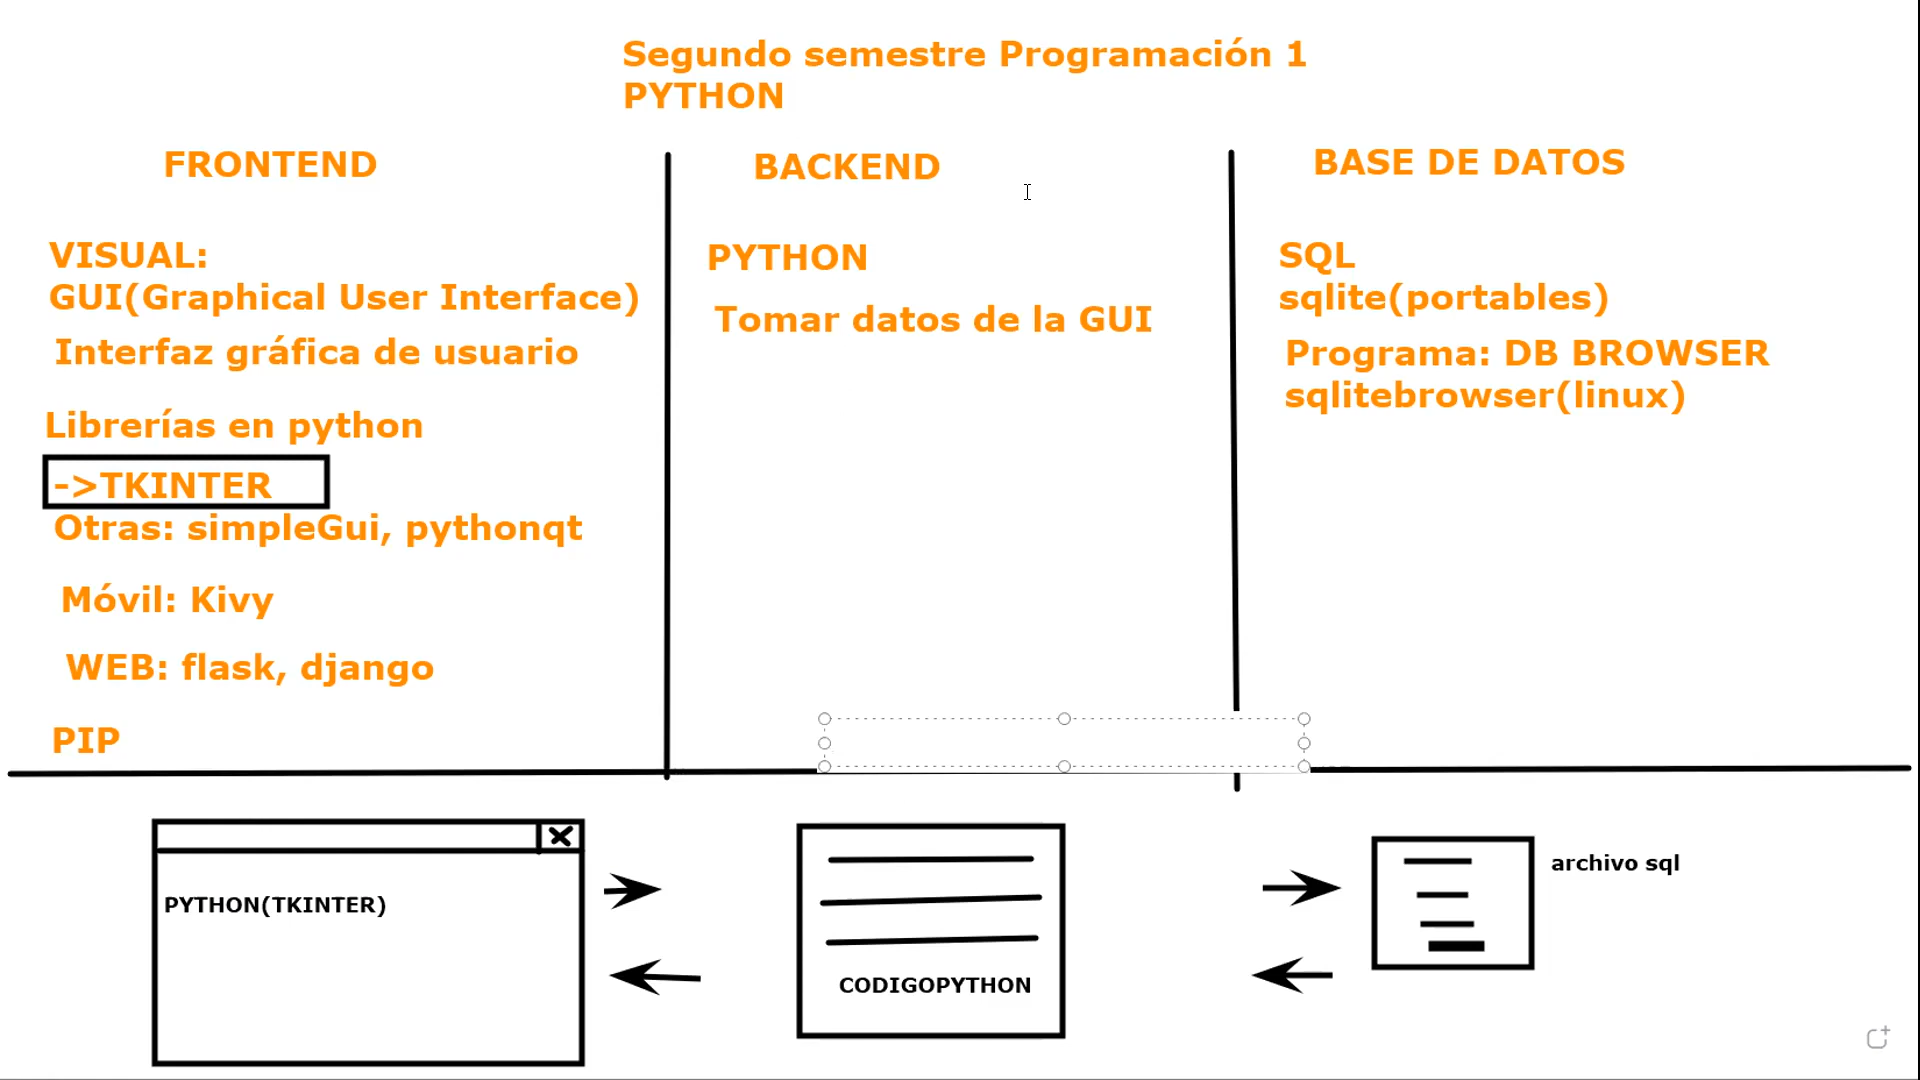 Segundo semestre Programación 1
PYTHON
FRONTEND
VISUAL:
GUI(Graphical User Interface)
Interfaz gráfica de usuario
Librerías en python
->TKINTER
Otras: simpleGui, pythonqt
Móvil: Kivy
WEB: flask, django
PIP
BACKEND
PYTHON
Tomar datos de la GUI
BASE DE DATOS
SQL
sqlite(portables)
Programa: DB BROWSER
sqlitebrowser(linux)
PYTHON(TKINTER)
CODIGOPYTHON
archivo sql